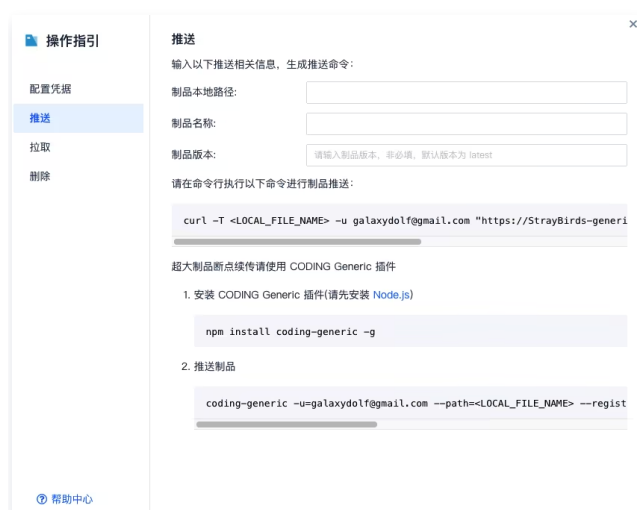 操作指引
配置凭据
推送
拉取
删除
帮助中心
推送
输入以下推送相关信息，生成推送命令：
制品本地路径:
制品名称:
制品版本: 请输入制品版本，非必填，默认版本为 latest
请在命令行执行以下命令进行制品推送：
curl -T <LOCAL_FILE_NAME> -u galaxydolf@gmail.com "https://StrayBirds-generi
超大制品断点续传请使用 CODING Generic 插件
1. 安装 CODING Generic 插件(请先安装 Node.js)
npm install coding-generic -g
2. 推送制品
coding-generic -u=galaxydolf@gmail.com --path=<LOCAL_FILE_NAME> --regist